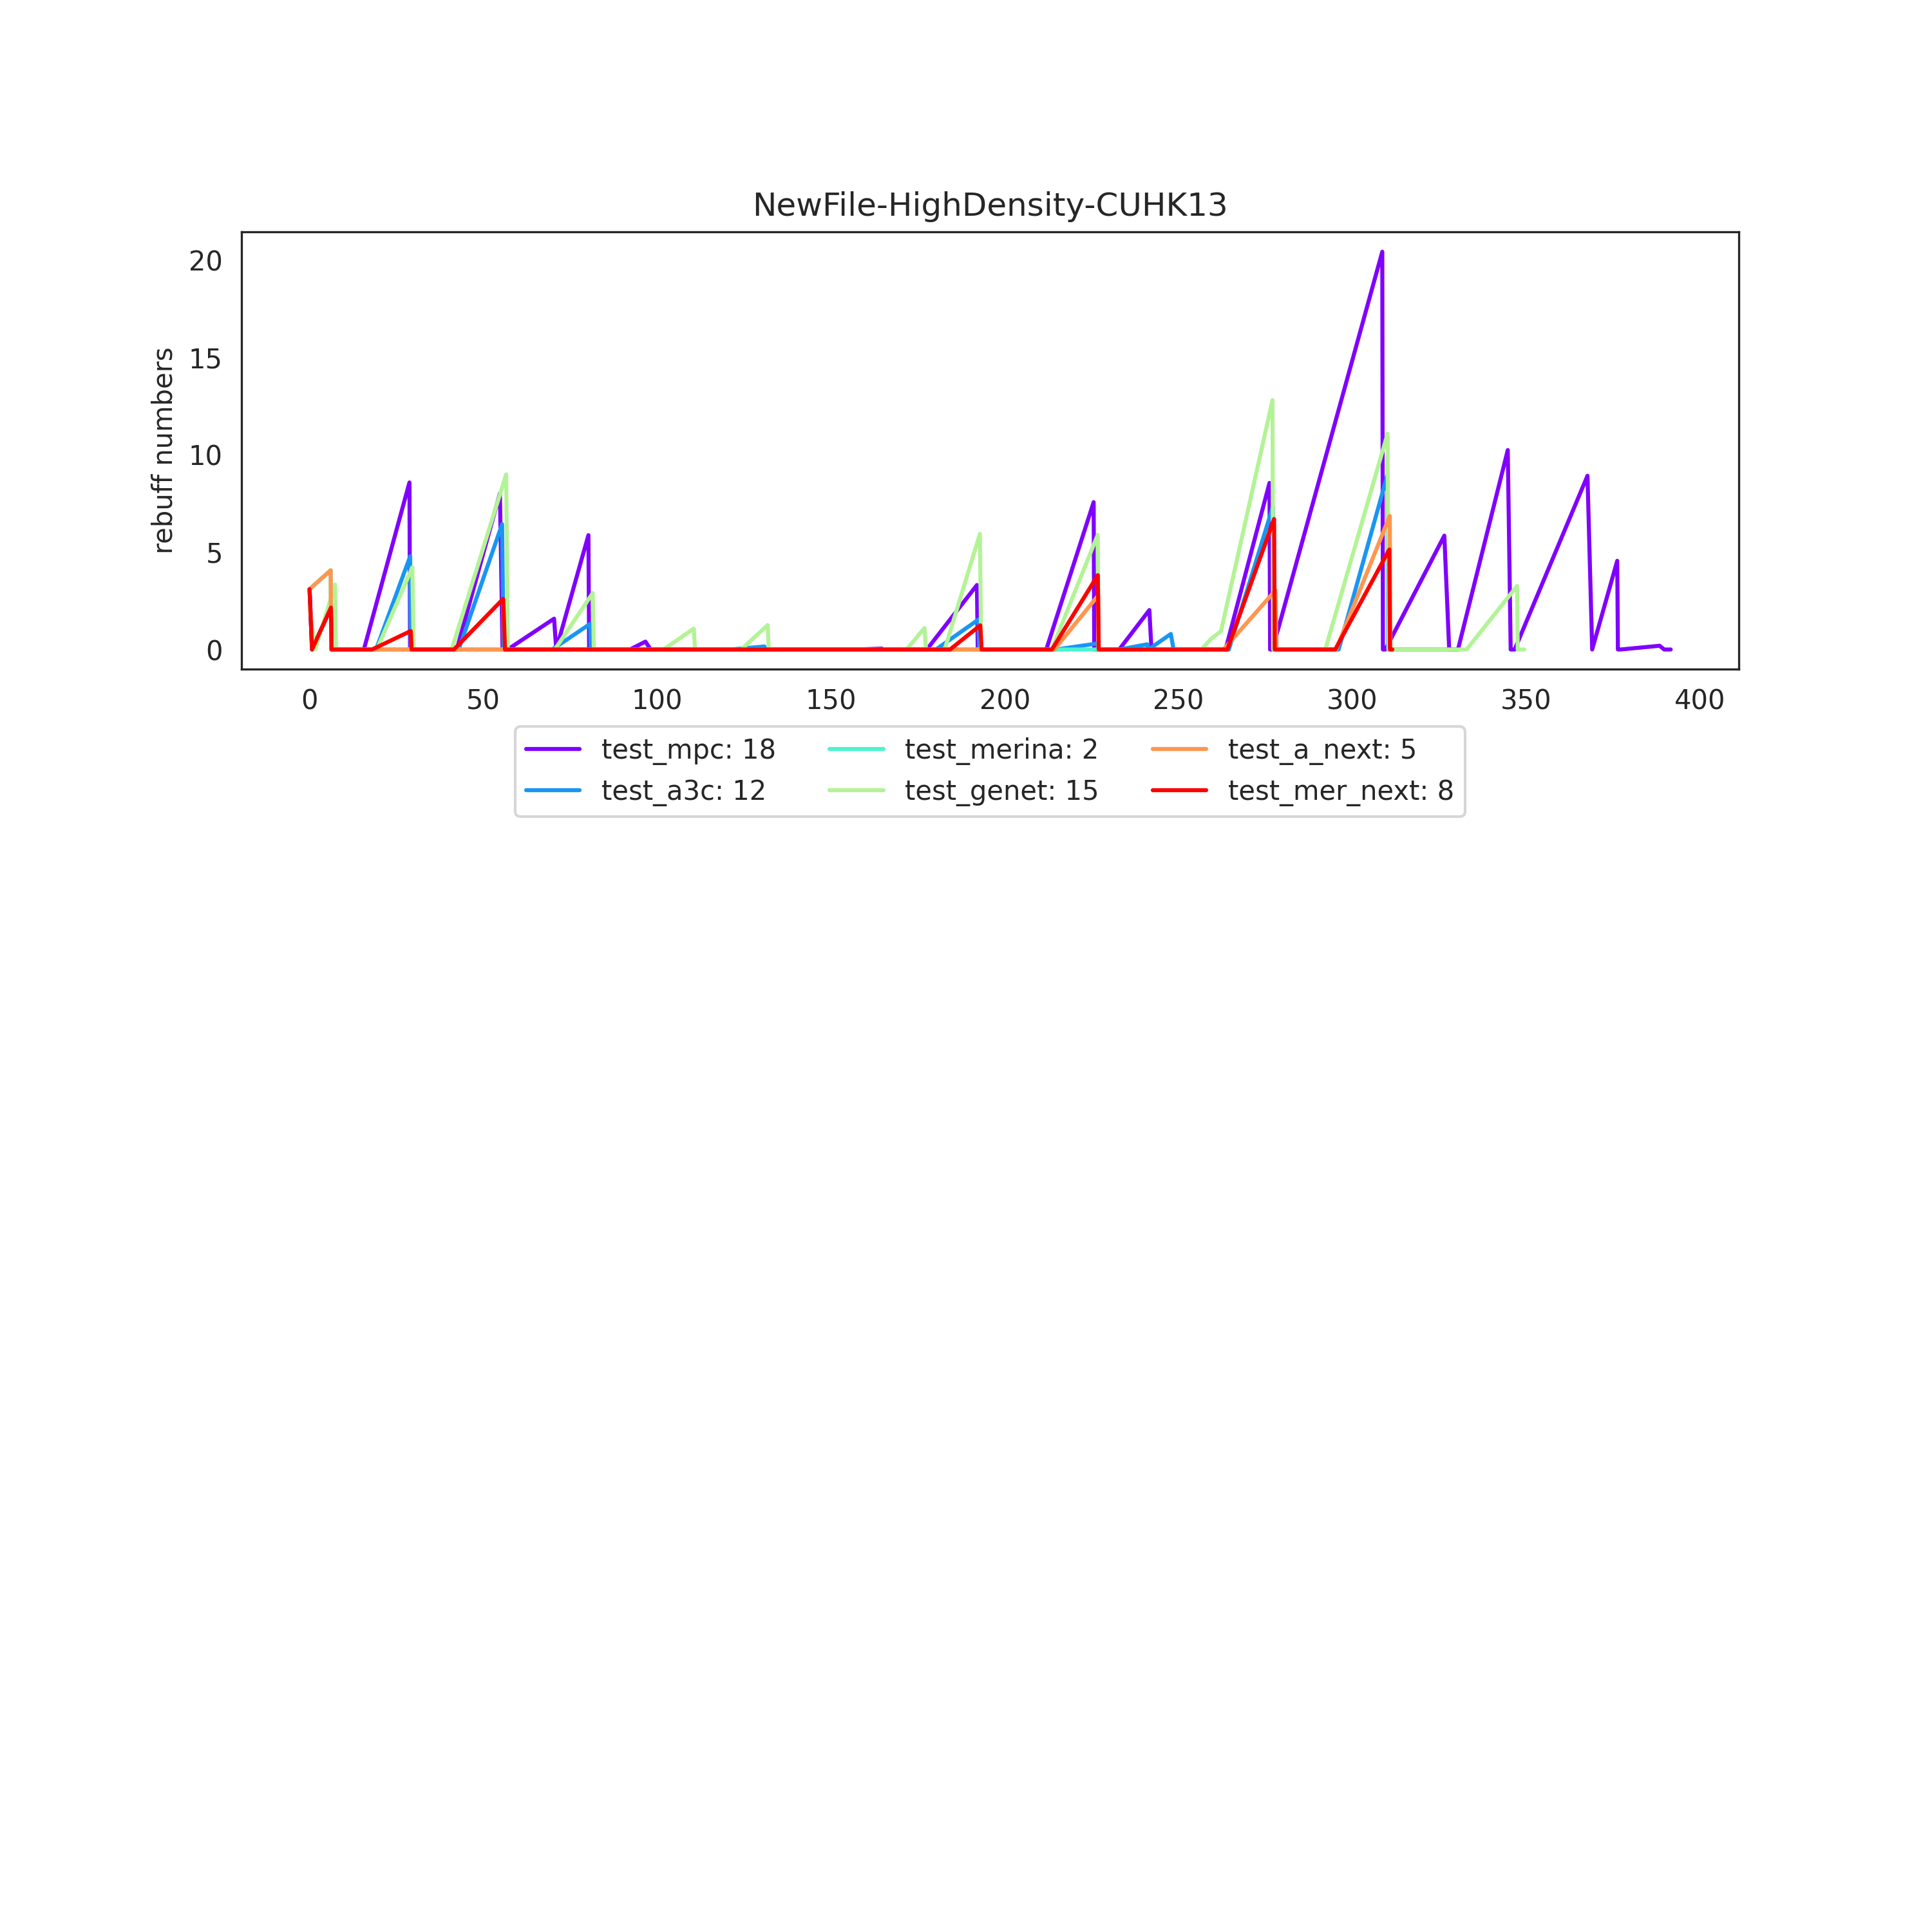 NewFile-HighDensity-CUHK13
rebuff numbers
20
15
10
5
0
0 50 100 150 200 250 300 350 400
test_mpc: 18 test_merina: 2 test_a_next: 5
test_a3c: 12 test_genet: 15 test_mer_next: 8